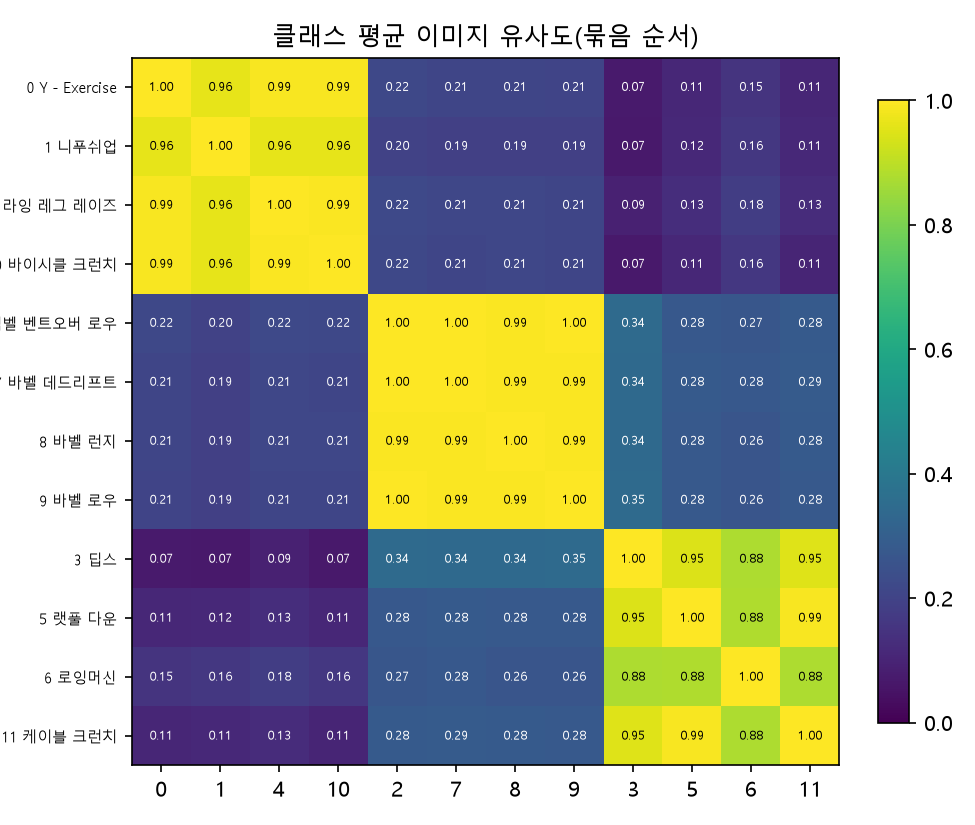 클래스 평균 이미지 유사도(묶음 순서)
0 Y - Exercise 1.00 0.96 0.99 0.99 0.22 0.21 0.21 0.21 0.07 0.11 0.15 0.11
1 니푸쉬업 0.96 1.00 0.96 0.96 0.20 0.19 0.19 0.19 0.07 0.12 0.16 0.11
라잉 레그 레이즈 0.99 0.96 1.00 0.99 0.22 0.21 0.21 0.21 0.09 0.13 0.18 0.13
바이시클 크런치 0.99 0.96 0.99 1.00 0.22 0.21 0.21 0.21 0.07 0.11 0.16 0.11
벤트오버 로우 0.22 0.20 0.22 0.22 1.00 1.00 0.99 1.00 0.34 0.28 0.27 0.28
바벨 데드리프트 0.21 0.19 0.21 0.21 1.00 1.00 0.99 0.99 0.34 0.28 0.28 0.29
8 바벨 런지 0.21 0.19 0.21 0.21 0.99 0.99 1.00 0.99 0.34 0.28 0.26 0.28
9 바벨 로우 0.21 0.19 0.21 0.21 1.00 0.99 0.99 1.00 0.35 0.28 0.26 0.28
3 딥스 0.07 0.07 0.09 0.07 0.34 0.34 0.34 0.35 1.00 0.95 0.88 0.95
5 랫풀 다운 0.11 0.12 0.13 0.11 0.28 0.28 0.28 0.28 0.95 1.00 0.88 0.99
6 로잉머신 0.15 0.16 0.18 0.16 0.27 0.28 0.26 0.26 0.88 0.88 1.00 0.88
11 케이블 크런치 0.11 0.11 0.13 0.11 0.28 0.29 0.28 0.28 0.95 0.99 0.88 1.00
0 1 4 10 2 7 8 9 3 5 6 11
1.0
0.8
0.6
0.4
0.2
0.0